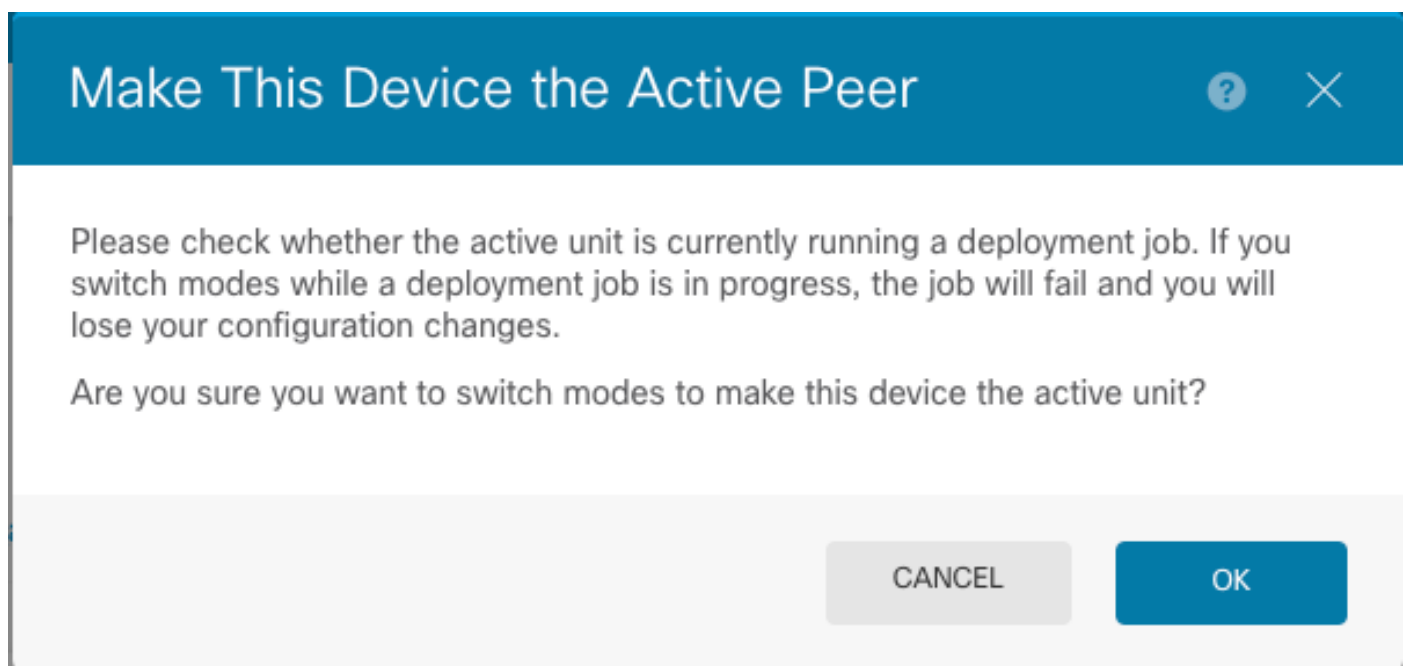 Make This Device the Active Peer
?
Please check whether the active unit is currently running a deployment job. If you
switch modes while a deployment job is in progress, the job will fail and you will
lose your configuration changes.
Are you sure you want to switch modes to make this device the active unit?
CANCEL
OK